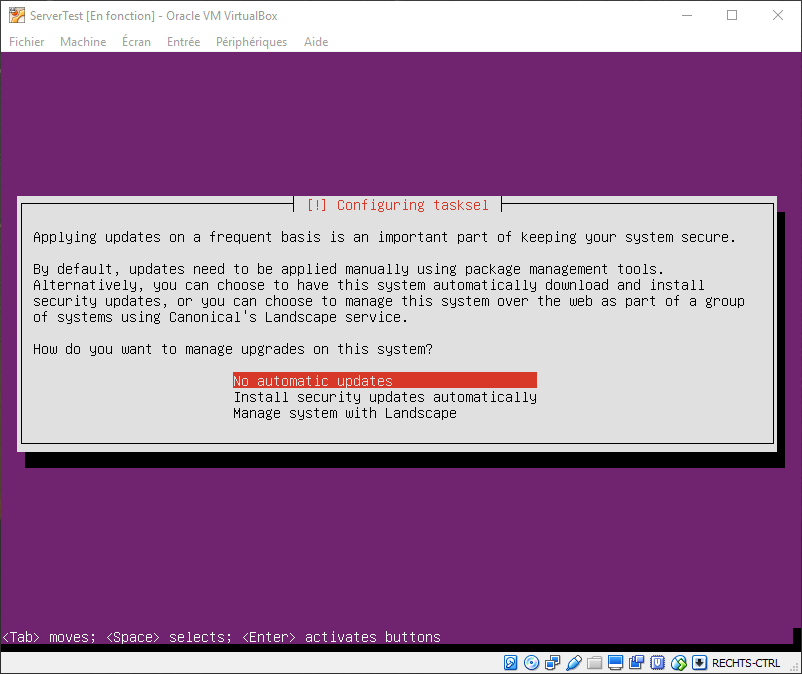 ServerTest [En fonction] - Oracle VM VirtualBox
Fichier Machine Écran Entrée Périphériques Aide
[!] Configuring tasksel
Applying updates on a frequent basis is an important part of keeping your system secure.
By default, updates need to be applied manually using package management tools.
Alternatively, you can choose to have this system automatically download and install
security updates, or you can choose to manage this system over the web as part of a group
of systems using Canonical's Landscape service.
How do you want to manage upgrades on this system?
No automatic updates
Install security updates automatically
Manage system with Landscape
<Tab> moves; <Space> selects; <Enter> activates buttons
RECHTS-CTRL